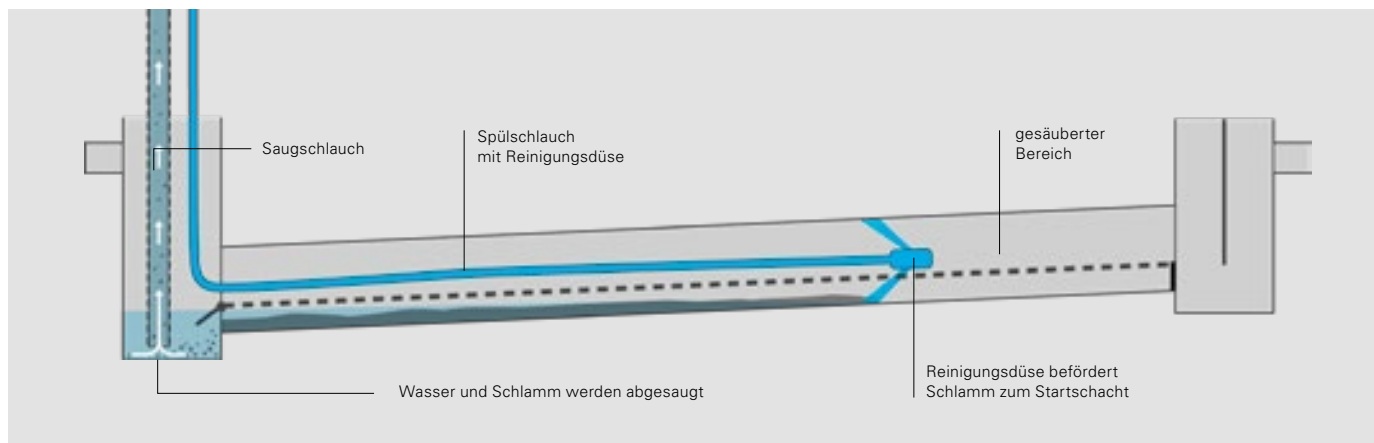 Saugschlauch
Spülschlauch
mit Reinigungsdüse
gesäuberter
Bereich
Wasser und Schlamm werden abgesaugt
Reinigungsdüse befördert
Schlamm zum Startschacht